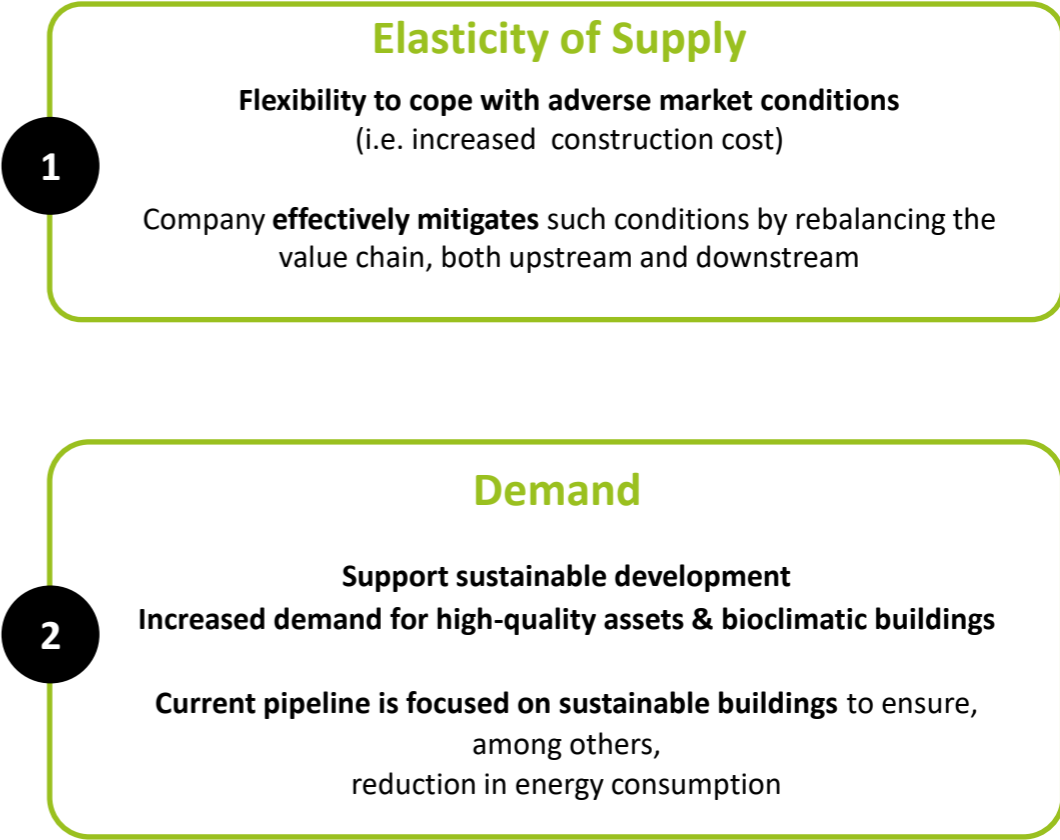 Elasticity of Supply
Flexibility to cope with adverse market conditions
(i.e. increased  construction cost)
1
Company effectively mitigates such conditions by rebalancing the
value chain, both upstream and downstream
Demand
Support sustainable development
Increased demand for high-quality assets & bioclimatic buildings
2
Current pipeline is focused on sustainable buildings to ensure,
among others,
reduction in energy consumption